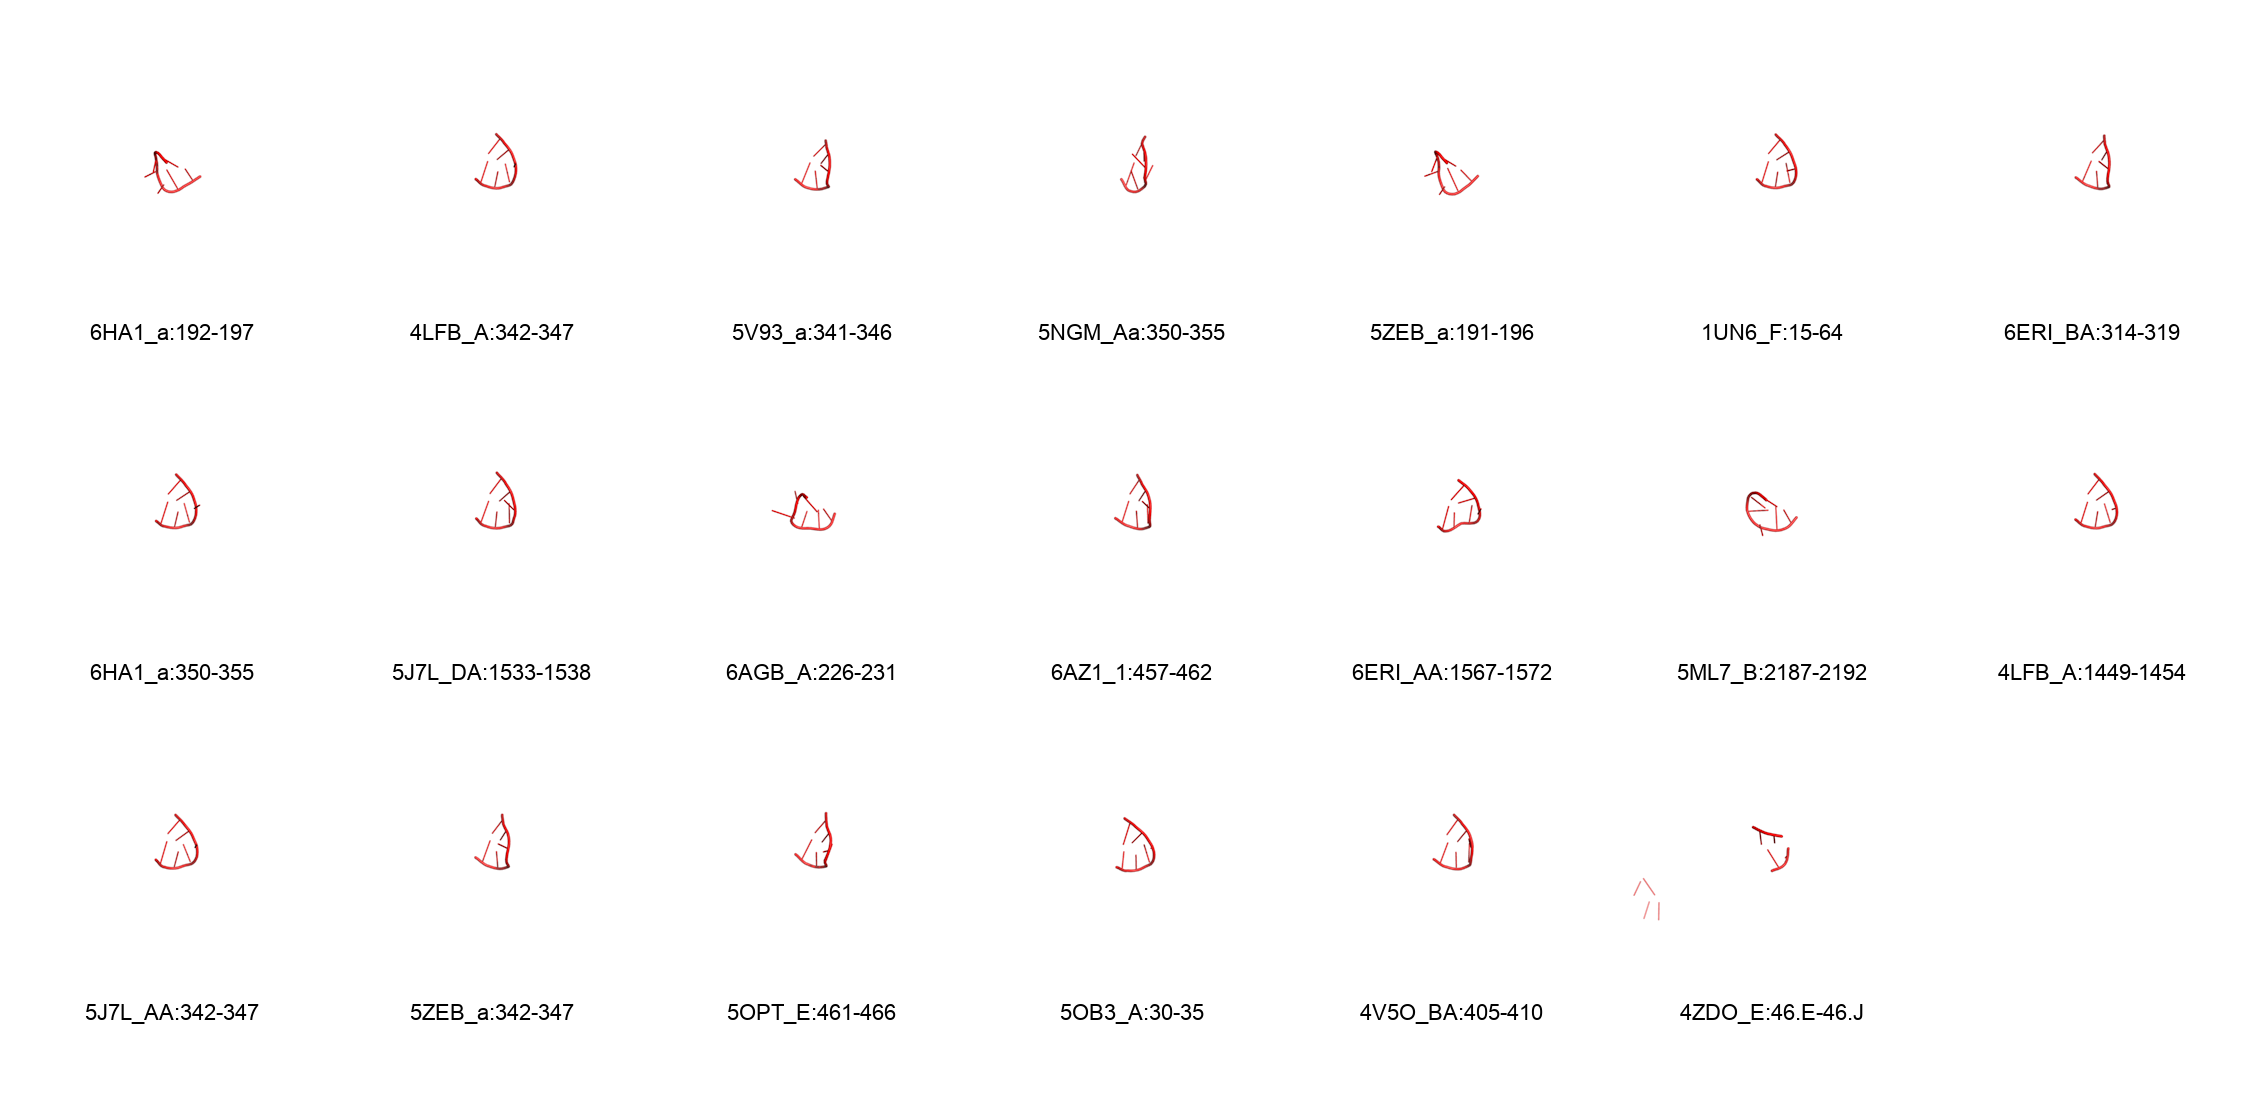 6HA1_a:192-197
4LFB_A:342-347
5V93_a:341-346
5NGM_Aa:350-355
5ZEB_a:191-196
1UN6_F:15-64
6ERI_BA:314-319
6HA1_a:350-355
5J7L_DA:1533-1538
6AGB_A:226-231
6AZ1_1:457-462
6ERI_AA:1567-1572
5ML7_B:2187-2192
4LFB_A:1449-1454
5J7L_AA:342-347
5ZEB_a:342-347
5OPT_E:461-466
5OB3_A:30-35
4V5O_BA:405-410
4ZDO_E:46.E-46.J